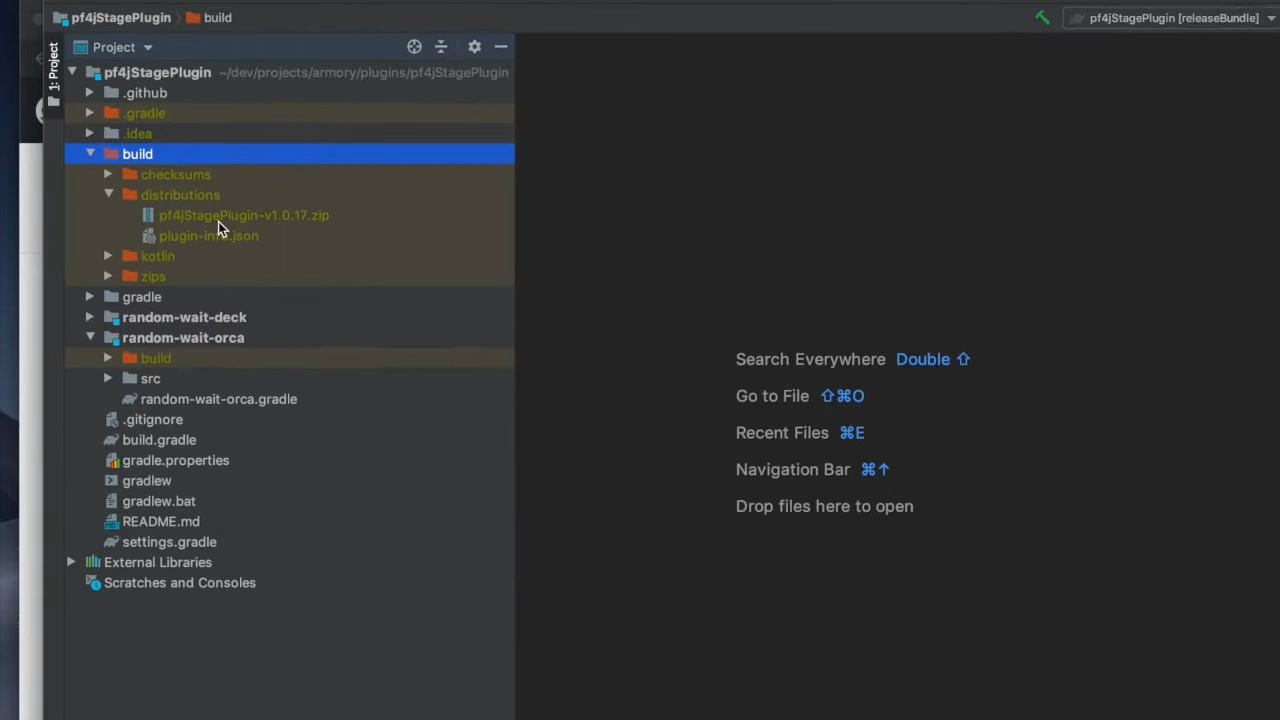 pf4jStagePlugin
build
pf4jStagePlugin [releaseBundle]
1: Project
Project
pf4jStagePlugin ~/dev/projects/armory/plugins/pf4jStagePlugin
.github
.gradle
.idea
build
checksums
distributions
pf4jStagePlugin-v1.0.17.zip
plugin-info.json
kotlin
zips
gradle
random-wait-deck
random-wait-orca
build
src
random-wait-orca.gradle
.gitignore
build.gradle
gradle.properties
gradlew
gradlew.bat
README.md
settings.gradle
External Libraries
Scratches and Consoles
Search Everywhere Double ⇧
Go to File ⇧⌘O
Recent Files ⌘E
Navigation Bar ⌘↑
Drop files here to open